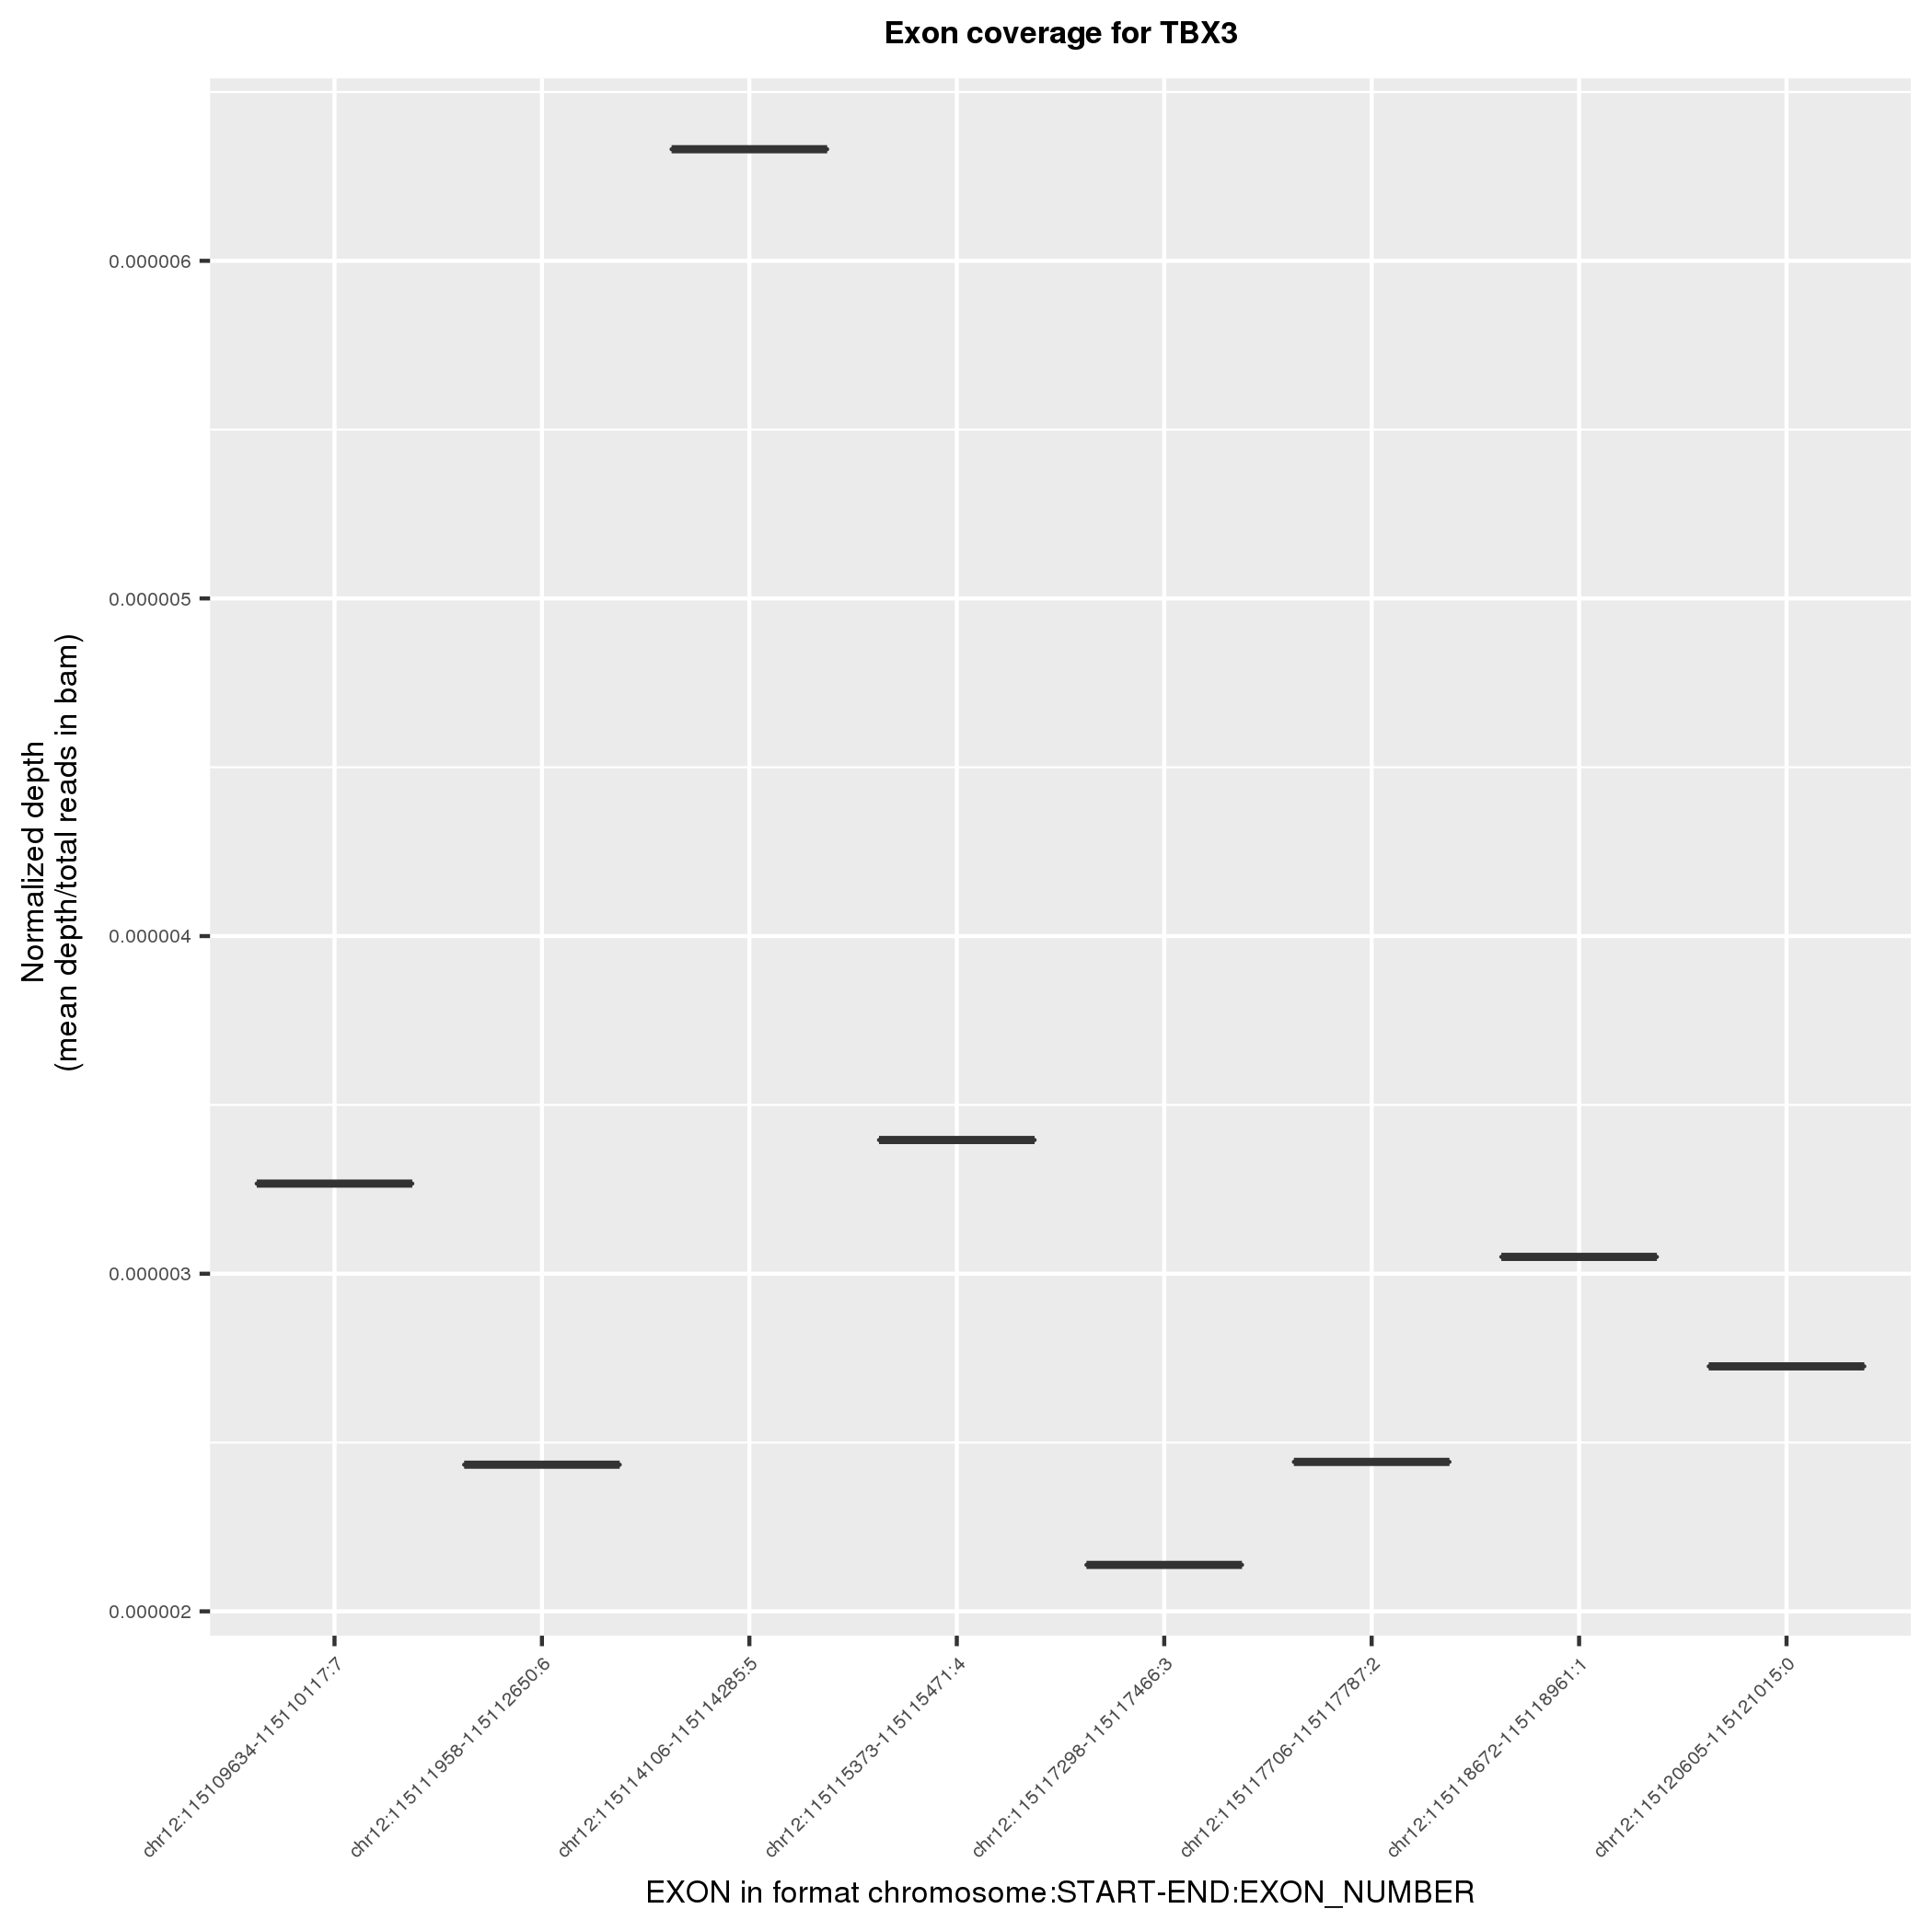 Exon coverage for TBX3
Normalized depth
(mean depth/total reads in bam)
0.000006
0.000005
0.000004
0.000003
0.000002
chr12:115109634-115110117:7
chr12:115111958-115112650:6
chr12:115114106-115114285:5
chr12:115115373-115115471:4
chr12:115117298-115117466:3
chr12:115117706-115117787:2
chr12:115118672-115118961:1
chr12:115120605-115121015:0
EXON in format chromosome:START-END:EXON_NUMBER